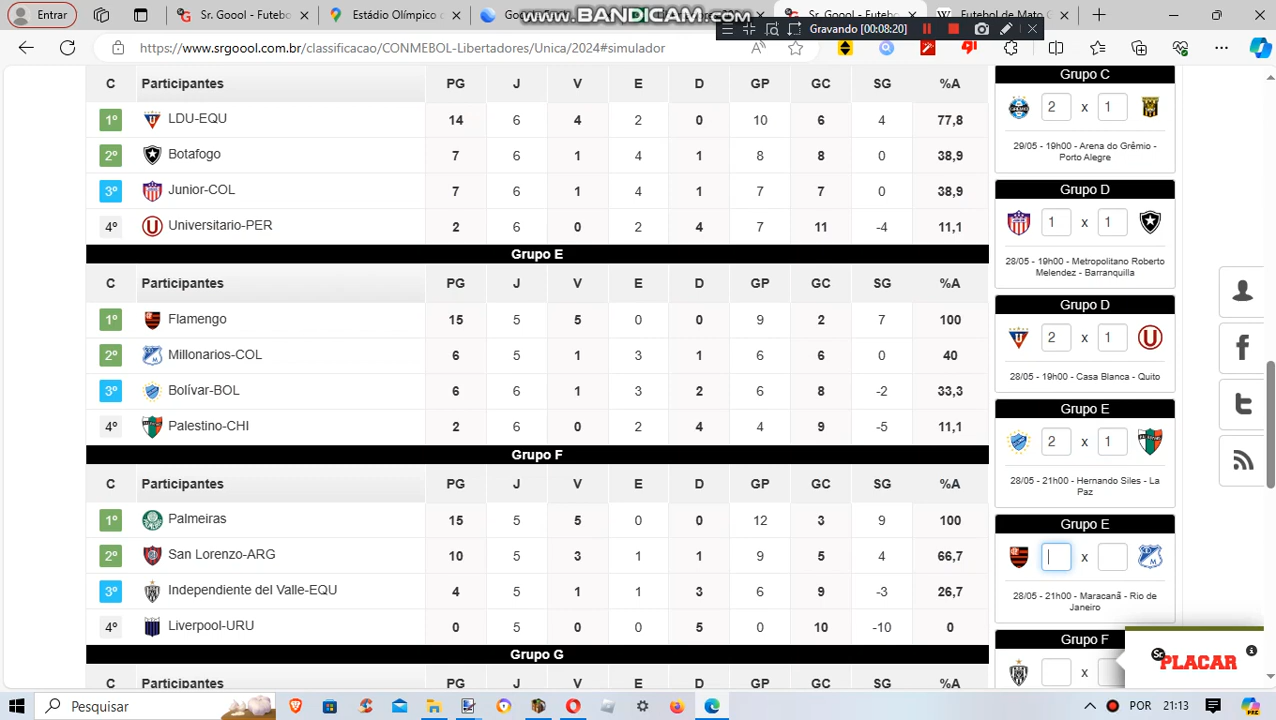 Entrada
Gr
Estádio Olímpico
Go
www.BANDICAM.com
Gravando [00:08:20]
https://www.srgpool.com.br/classificacao/CONMEBOL-Libertadores/Unica/2024#simulador
C Participantes PG J V E D GP GC SG %A
1º LDU-EQU 14 6 4 2 0 10 6 4 77,8
2º Botafogo 7 6 1 4 1 8 8 0 38,9
3º Junior-COL 7 6 1 4 1 7 7 0 38,9
4º Universitario-PER 2 6 0 2 4 7 11 -4 11,1
Grupo E
C Participantes PG J V E D GP GC SG %A
1º Flamengo 15 5 5 0 0 9 2 7 100
2º Millonarios-COL 6 5 1 3 1 6 6 0 40
3º Bolívar-BOL 6 6 1 3 2 6 8 -2 33,3
4º Palestino-CHI 2 6 0 2 4 4 9 -5 11,1
Grupo F
C Participantes PG J V E D GP GC SG %A
1º Palmeiras 15 5 5 0 0 12 3 9 100
2º San Lorenzo-ARG 10 5 3 1 1 9 5 4 66,7
3º Independiente del Valle-EQU 4 5 1 1 3 6 9 -3 26,7
4º Liverpool-URU 0 5 0 0 5 0 10 -10 0
Grupo G
C Participantes PG J V E D GP GC SG %A
Grupo C
2 x 1
29/05 - 19h00 - Arena do Grêmio -
Porto Alegre
Grupo D
1 x 1
28/05 - 19h00 - Metropolitano Roberto
Melendez - Barranquilla
Grupo D
2 x 1
28/05 - 19h00 - Casa Blanca - Quito
Grupo E
2 x 1
28/05 - 21h00 - Hernando Siles - La
Paz
Grupo E
x
28/05 - 21h00 - Maracanã - Rio de
Janeiro
Grupo F
x
Sr PLACAR
Pesquisar
POR 21:13